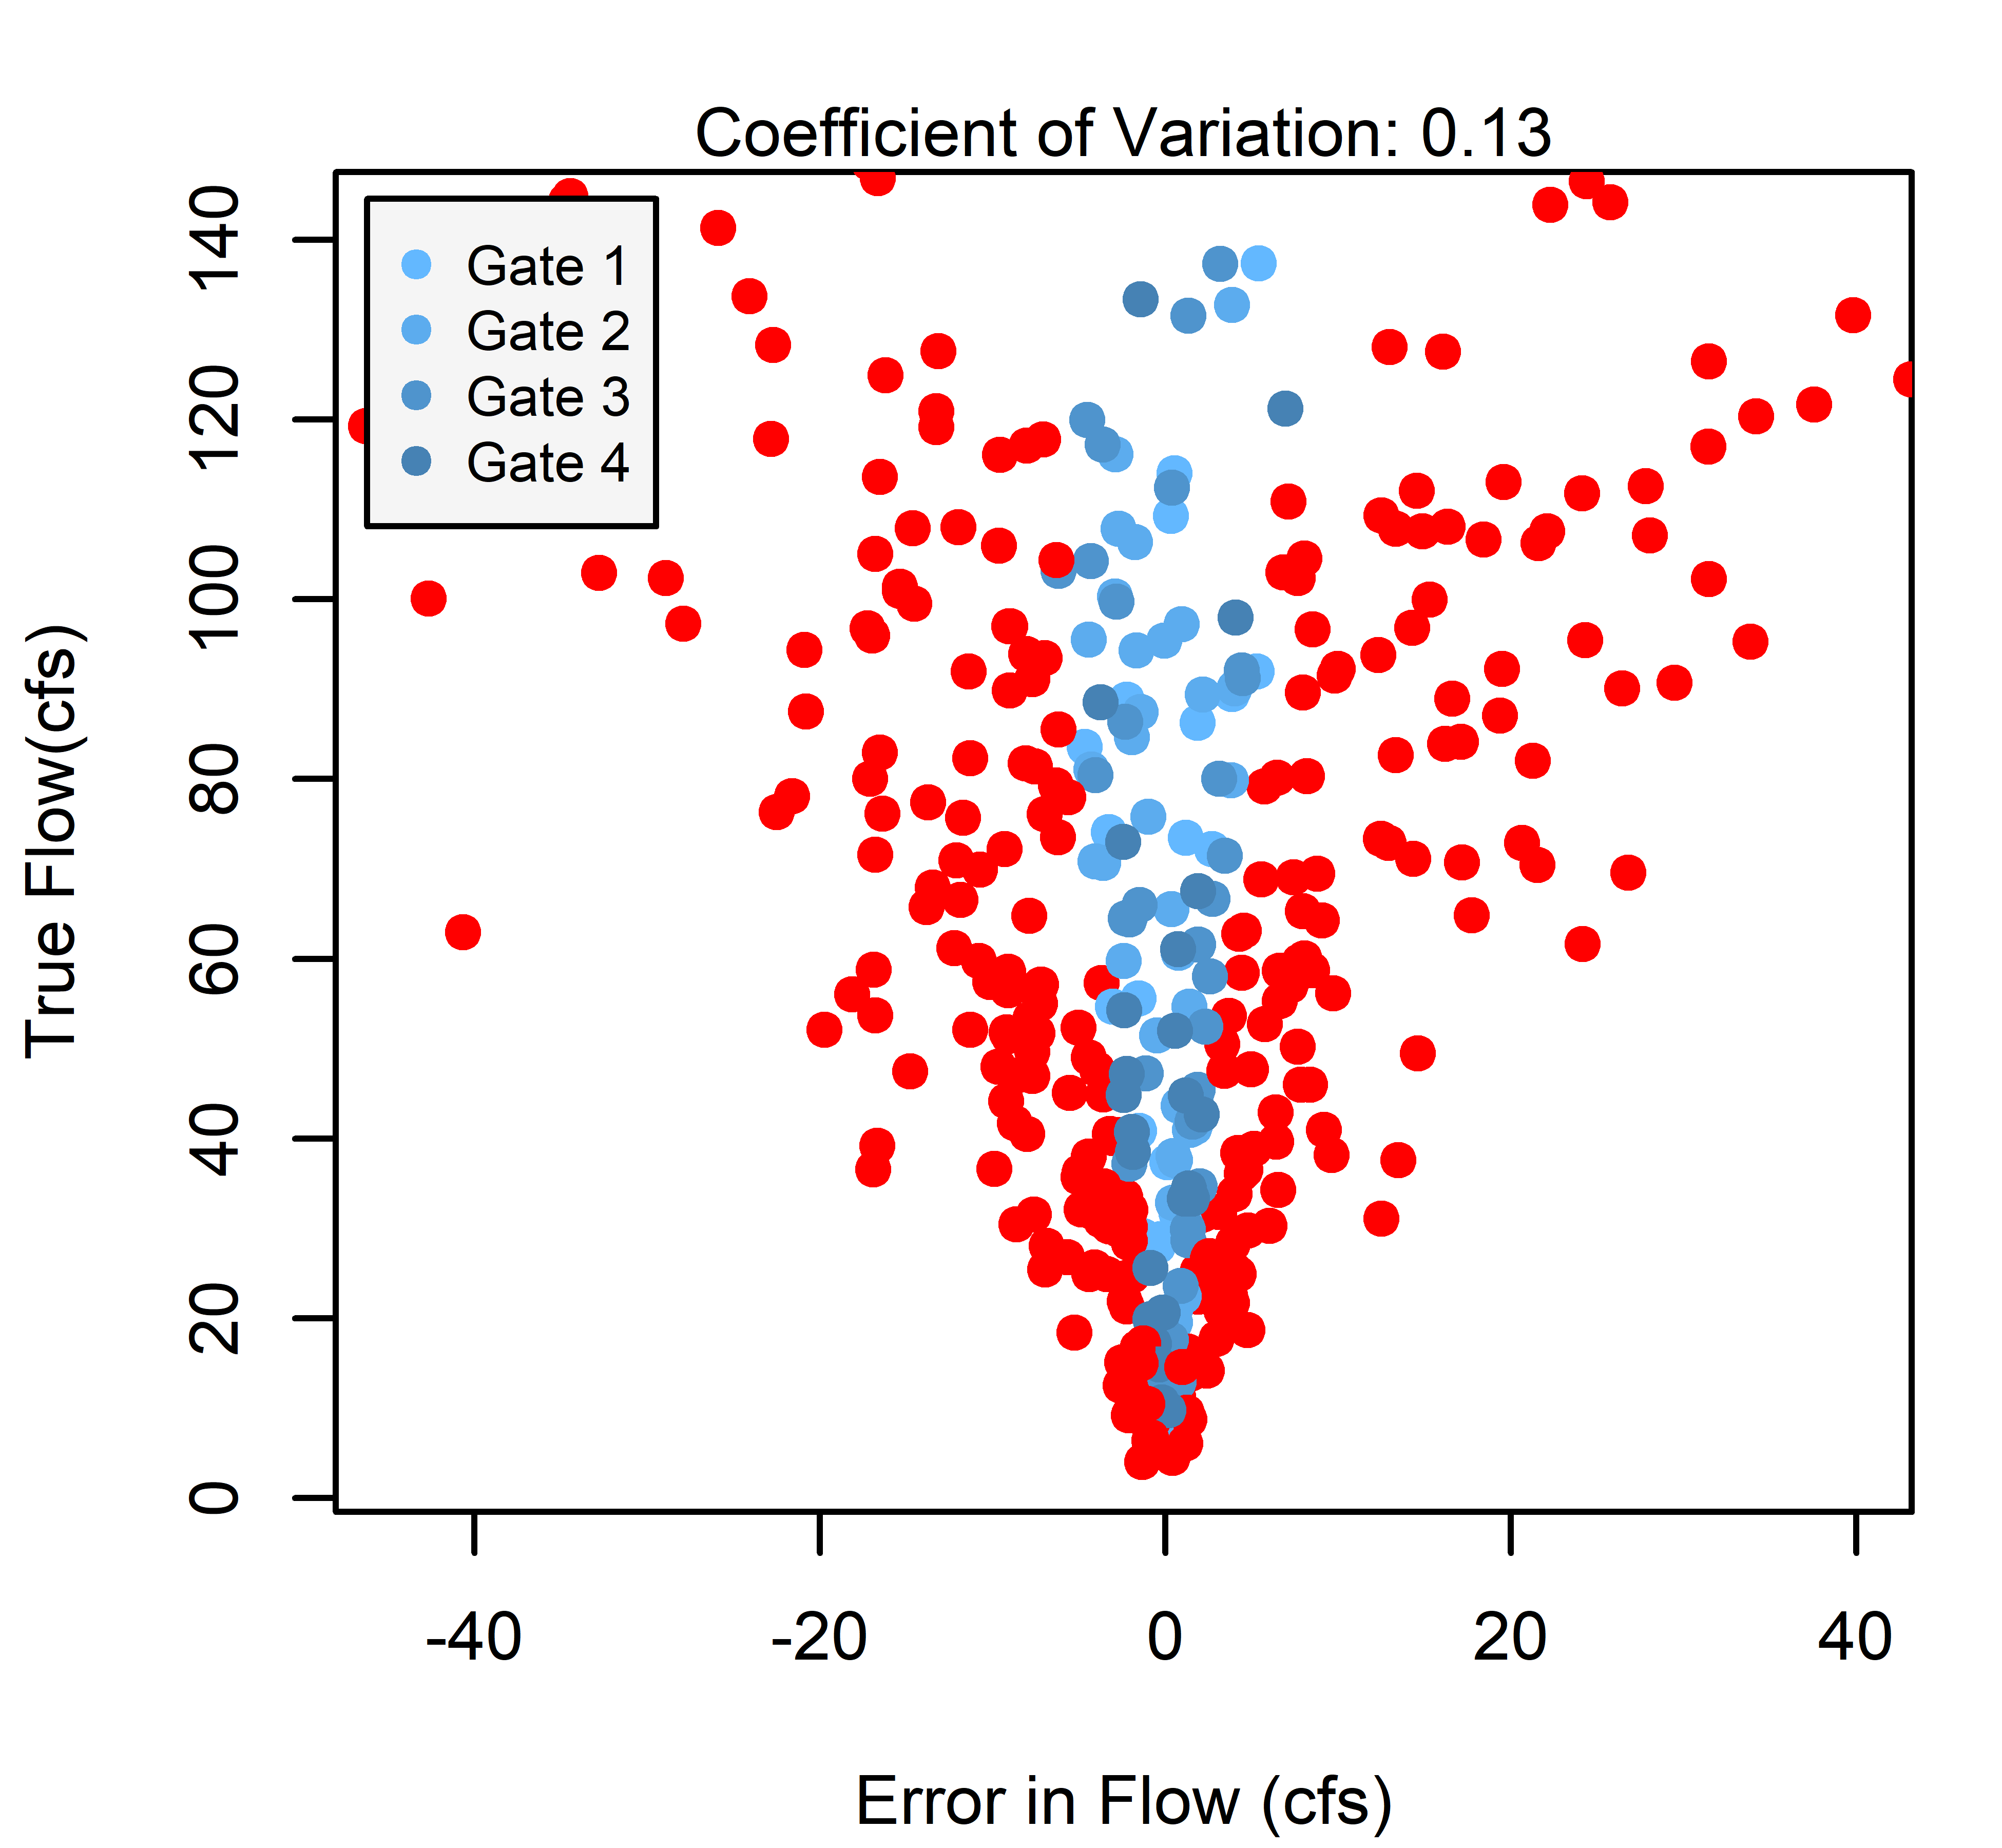 Coefficient of Variation: 0.13
Gate 1
Gate 2
Gate 3
Gate 4
True Flow(cfs)
140
120
100
80
60
40
20
0
-40 -20 0 20 40
Error in Flow (cfs)